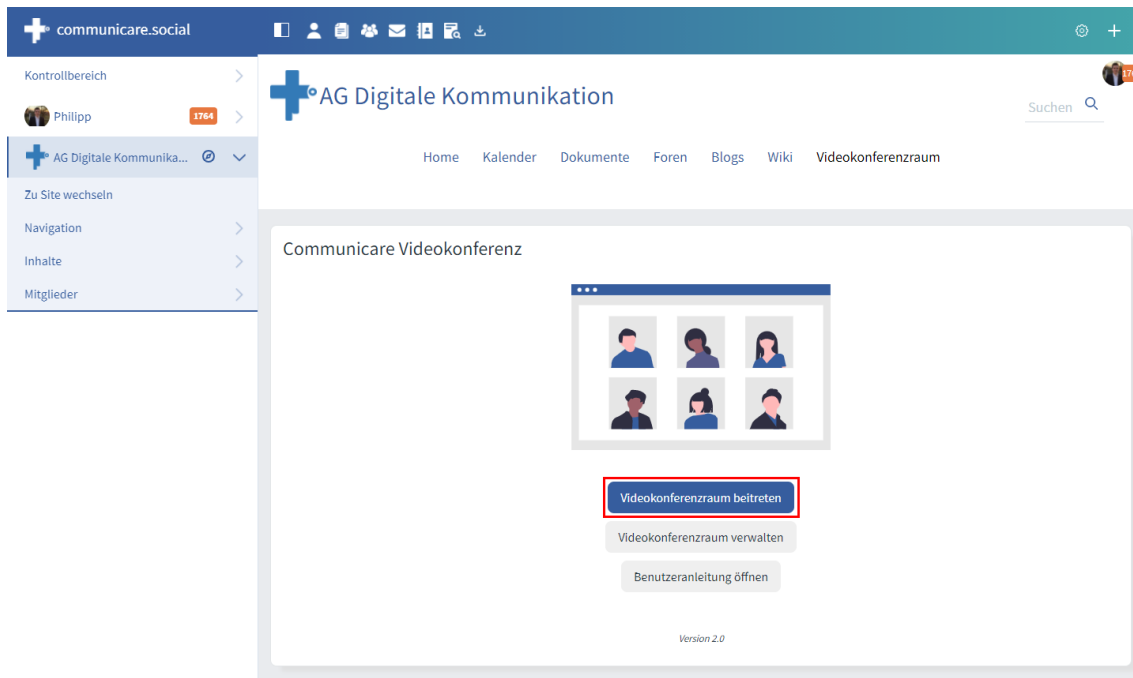 communicare.social
Kontrollbereich
Philipp 1764
AG Digitale Kommunika...
Zu Site wechseln
Navigation
Inhalte
Mitglieder
AG Digitale Kommunikation
Suchen
Home Kalender Dokumente Foren Blogs Wiki Videokonferenzraum
Communicare Videokonferenz
Videokonferenzraum beitreten
Videokonferenzraum verwalten
Benutzeranleitung öffnen
Version 2.0